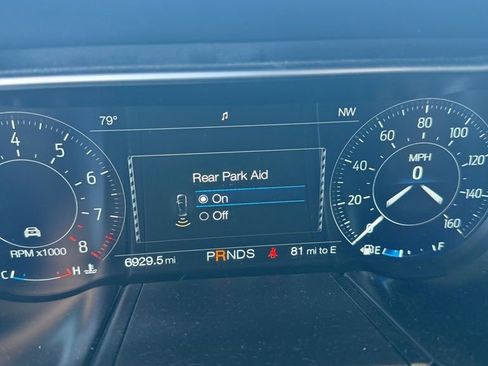 79° NW
Rear Park Aid
On
Off
4 5 6 7 7 8
RPM x1000
C H
20 40 60 80 100 120 140 160
MPH
0
E F
6929.5 mi PRNDS 81 mi to E